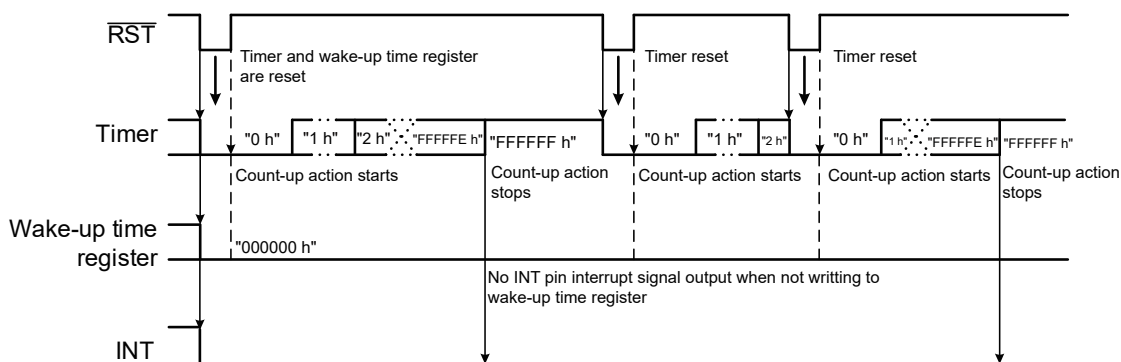 RST
Timer and wake-up time register
are reset
Timer reset
Timer reset
Timer
"0 h"
"1 h"
"2 h"
"FFFFFE h"
"FFFFFF h"
"0 h"
"1 h"
"2 h"
"0 h"
"1 h"
"FFFFFE h"
"FFFFFF h"
Count-up action starts
Count-up action
stops
Count-up action starts
Count-up action starts
Count-up action
stops
Wake-up time
register
"000000 h"
No INT pin interrupt signal output when not writting to
wake-up time register
INT